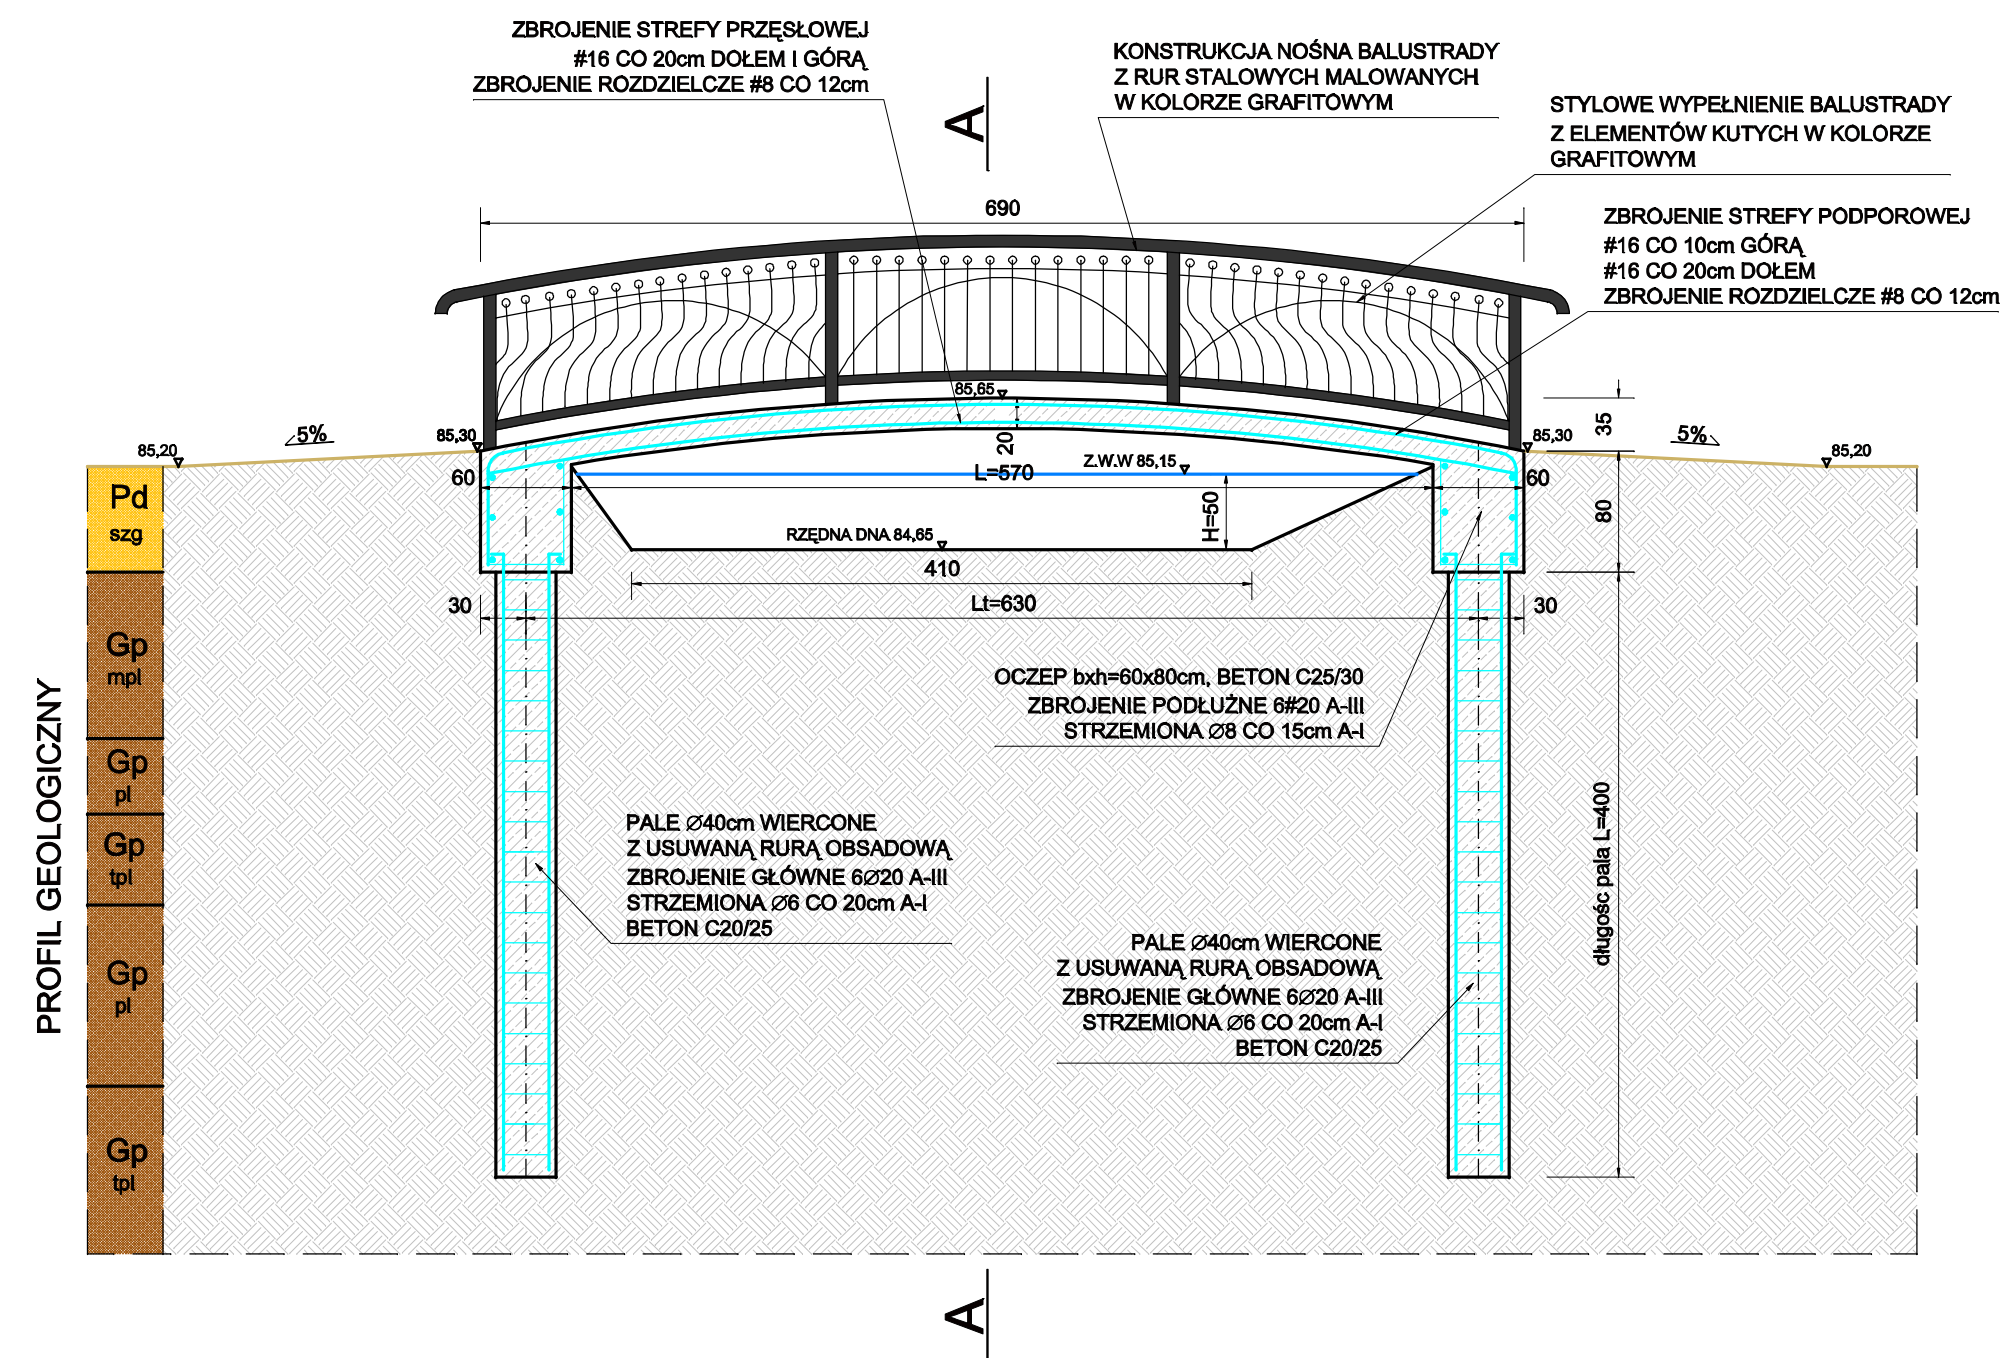 ZBROJENIE STREFY PRZĘSŁOWEJ
#16 CO 20cm DOŁEM I GÓRĄ
ZBROJENIE ROZDZIELCZE #8 CO 12cm
A
KONSTRUKCJA NOŚNA BALUSTRADY
Z RUR STALOWYCH MALOWANYCH
W KOLORZE GRAFITOWYM
STYLOWE WYPEŁNIENIE BALUSTRADY
Z ELEMENTÓW KUTYCH W KOLORZE
GRAFITOWYM
ZBROJENIE STREFY PODPOROWEJ
#16 CO 10cm GÓRĄ
#16 CO 20cm DOŁEM
ZBROJENIE ROZDZIELCZE #8 CO 12cm
690
85,65
35
85,20
5%
85,30
20
85,30
5%
85,20
60
L=570
Z.W.W 85,15
60
Pd
szg
RZĘDNA DNA 84,65
H=50
80
410
30
Lt=630
30
Gp
mpl
OCZEP bxh=60x80cm, BETON C25/30
ZBROJENIE PODŁUŻNE 6#20 A-III
STRZEMIONA Ø8 CO 15cm A-I
PROFIL GEOLOGICZNY
Gp
pl
Gp
tpl
PALE Ø40cm WIERCONE
Z USUWANĄ RURĄ OBSADOWĄ
ZBROJENIE GŁÓWNE 6Ø20 A-III
STRZEMIONA Ø6 CO 20cm A-I
BETON C20/25
długośc pala L=400
Gp
pl
PALE Ø40cm WIERCONE
Z USUWANĄ RURĄ OBSADOWĄ
ZBROJENIE GŁÓWNE 6Ø20 A-III
STRZEMIONA Ø6 CO 20cm A-I
BETON C20/25
Gp
tpl
A